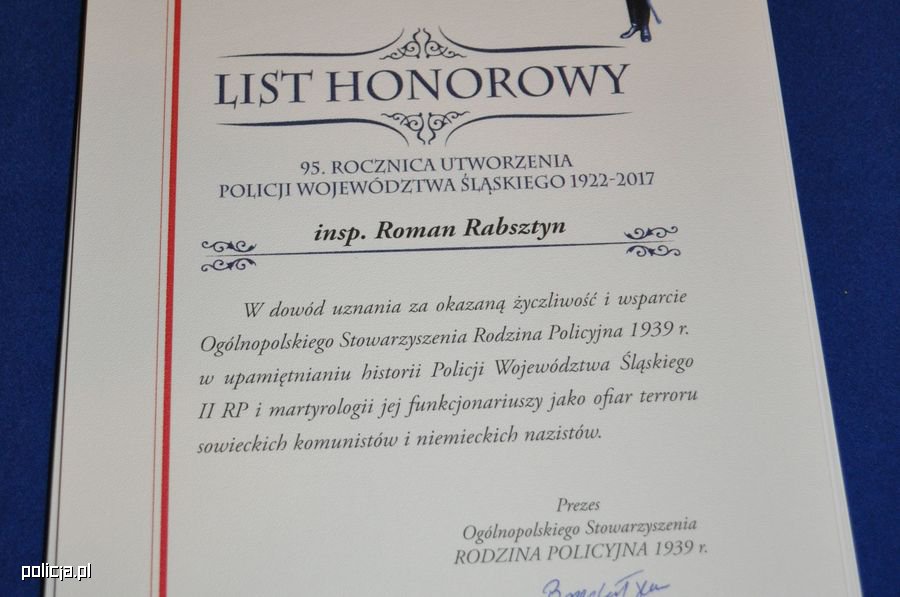 LIST HONOROWY
95. ROCZNICA UTWORZENIA
POLICJI WOJEWÓDZTWA ŚLĄSKIEGO 1922-2017
insp. Roman Rabsztyn
W dowód uznania za okazaną życzliwość i wsparcie
Ogólnopolskiego Stowarzyszenia Rodzina Policyjna 1939 r.
w upamiętnianiu historii Policji Województwa Śląskiego
II RP i martyrologii jej funkcjonariuszy jako ofiar terroru
sowieckich komunistów i niemieckich nazistów.
Prezes
Ogólnopolskiego Stowarzyszenia
RODZINA POLICYJNA 1939 r.
policja.pl